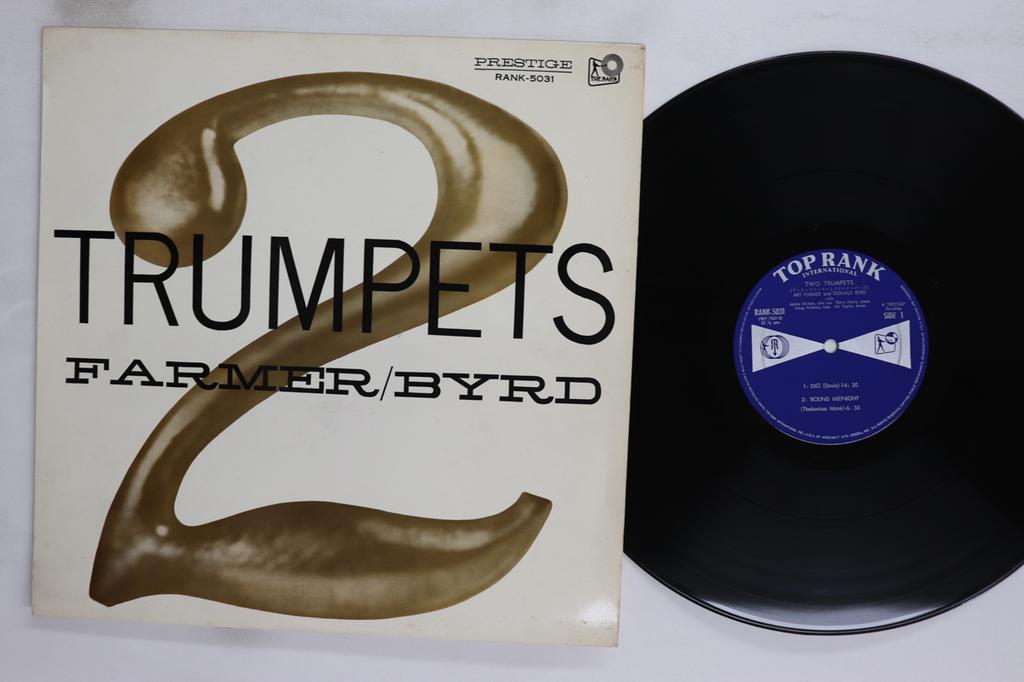 PRESTIGE
RANK-5031
TOP RANK
2
TRUMPETS
FARMER/BYRD
TOP RANK
INTERNATIONAL
TWO TRUMPETS
ART FARMER and DONALD BYRD
with
RANK-5031
SIDE 1
1: DIG (Davis)-14: 30
2: 'ROUND MIDNIGHT
(Thelonious Monk)-6: 35